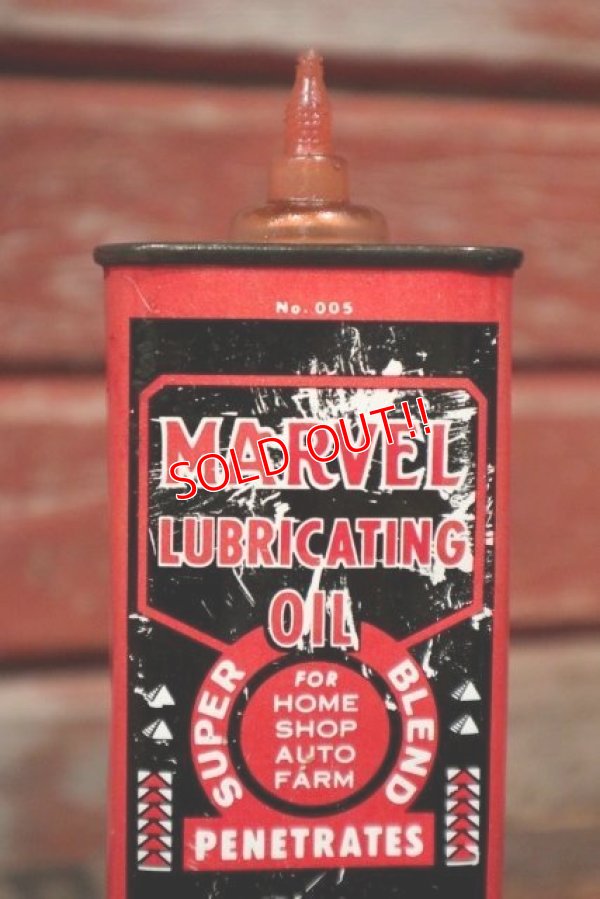 No. 005
MARVEL
SOLD OUT!!
LUBRICATING
OIL
SUPER
BLEND
FOR
HOME
SHOP
AUTO
FARM
PENETRATES